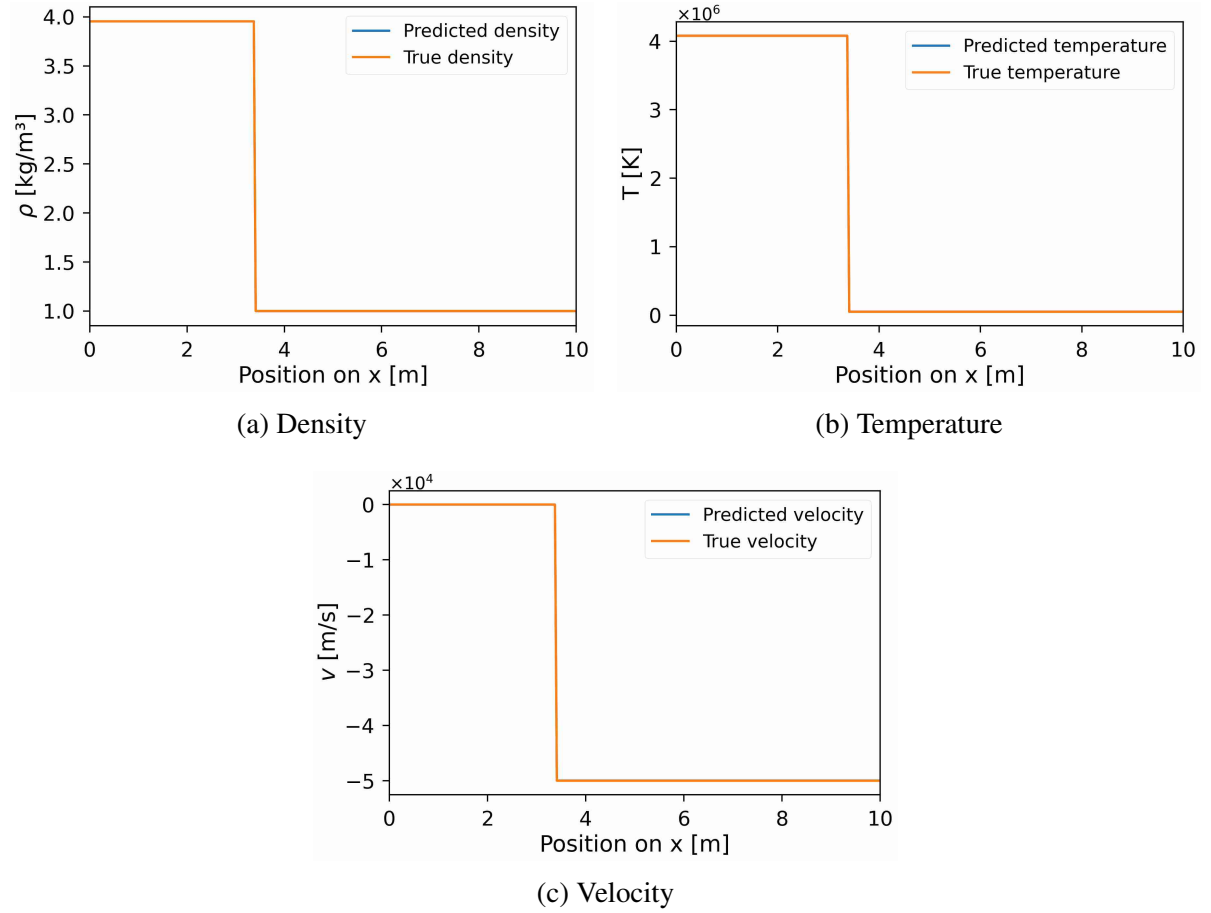 Predicted density
True density
4.0
3.5
3.0
2.5
2.0
1.5
1.0
ρ [kg/m³]
0 2 4 6 8 10
Position on x [m]
(a) Density
×10⁶
Predicted temperature
True temperature
4
3
2
1
0
T [K]
0 2 4 6 8 10
Position on x [m]
(b) Temperature
×10⁴
Predicted velocity
True velocity
0
−1
−2
−3
−4
−5
v [m/s]
0 2 4 6 8 10
Position on x [m]
(c) Velocity